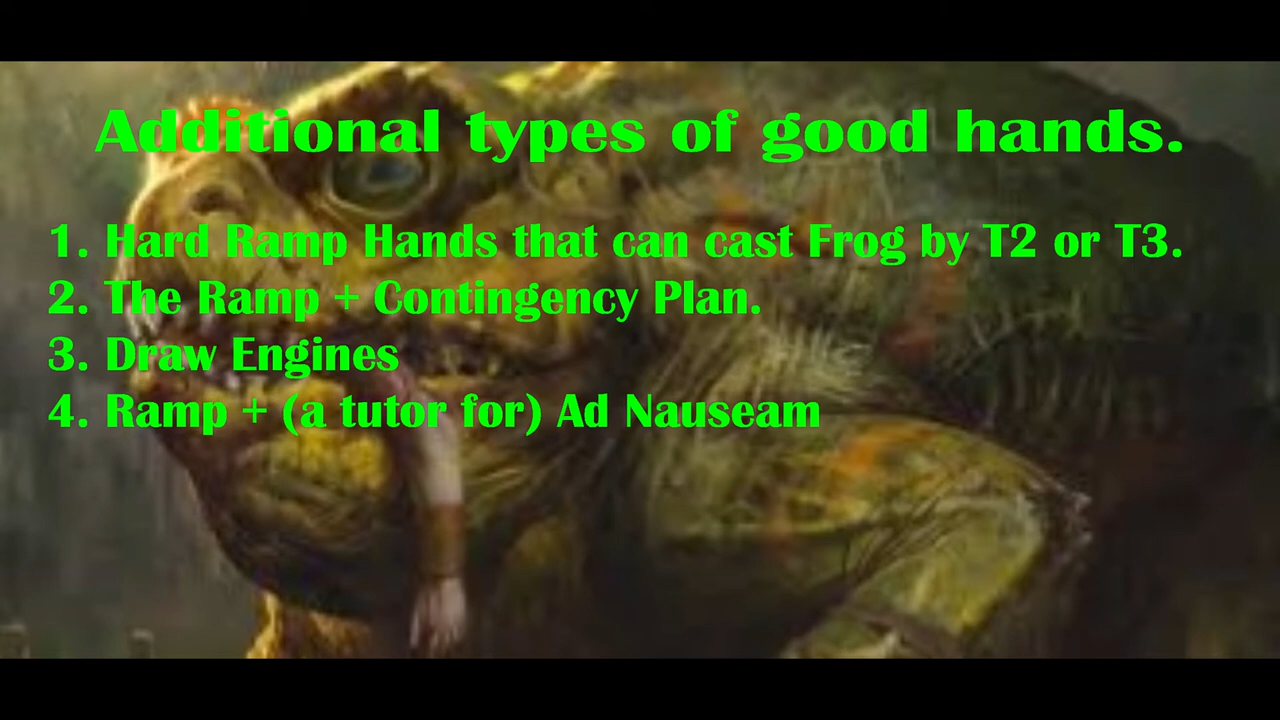 Additional types of good hands.
1. Hard Ramp Hands that can cast Frog by T2 or T3.
2. The Ramp + Contingency Plan.
3. Draw Engines
4. Ramp + (a tutor for) Ad Nauseam